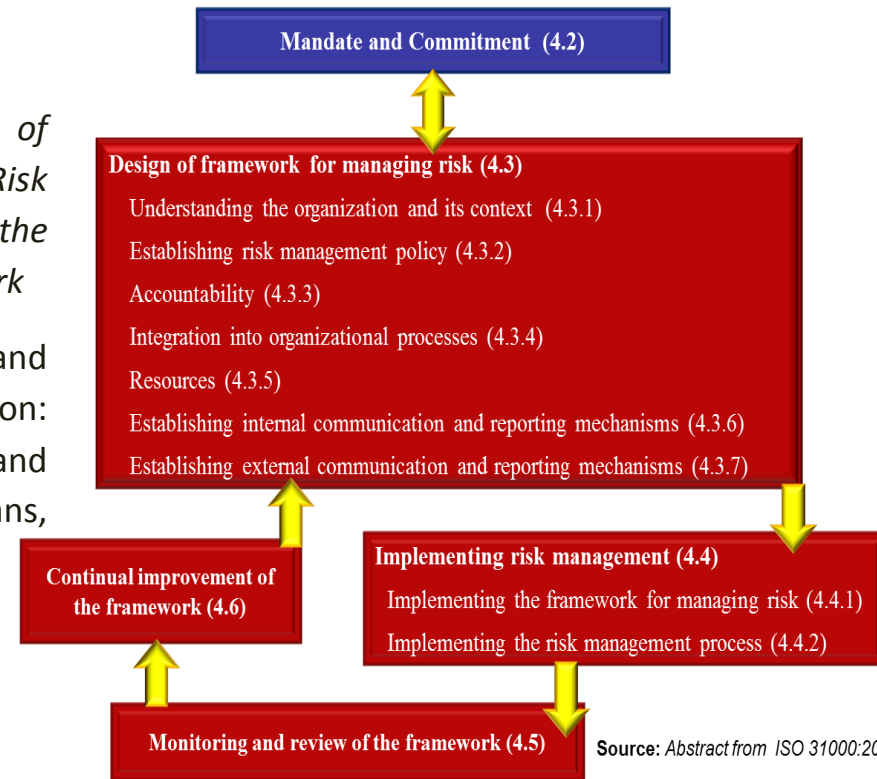 Mandate and Commitment (4.2)
of
Risk
the
and
on:
and
Design of framework for managing risk (4.3)
Understanding the organization and its context (4.3.1)
Establishing risk management policy (4.3.2)
Accountability (4.3.3)
Integration into organizational processes (4.3.4)
Resources (4.3.5)
Establishing internal communication and reporting mechanisms (4.3.6)
Establishing external communication and reporting mechanisms (4.3.7)
Implementing risk management (4.4)
Implementing the framework for managing risk (4.4.1)
Implementing the risk management process (4.4.2)
Continual improvement of
the framework (4.6)
Monitoring and review of the framework (4.5)
Source: Abstract from ISO 31000:20